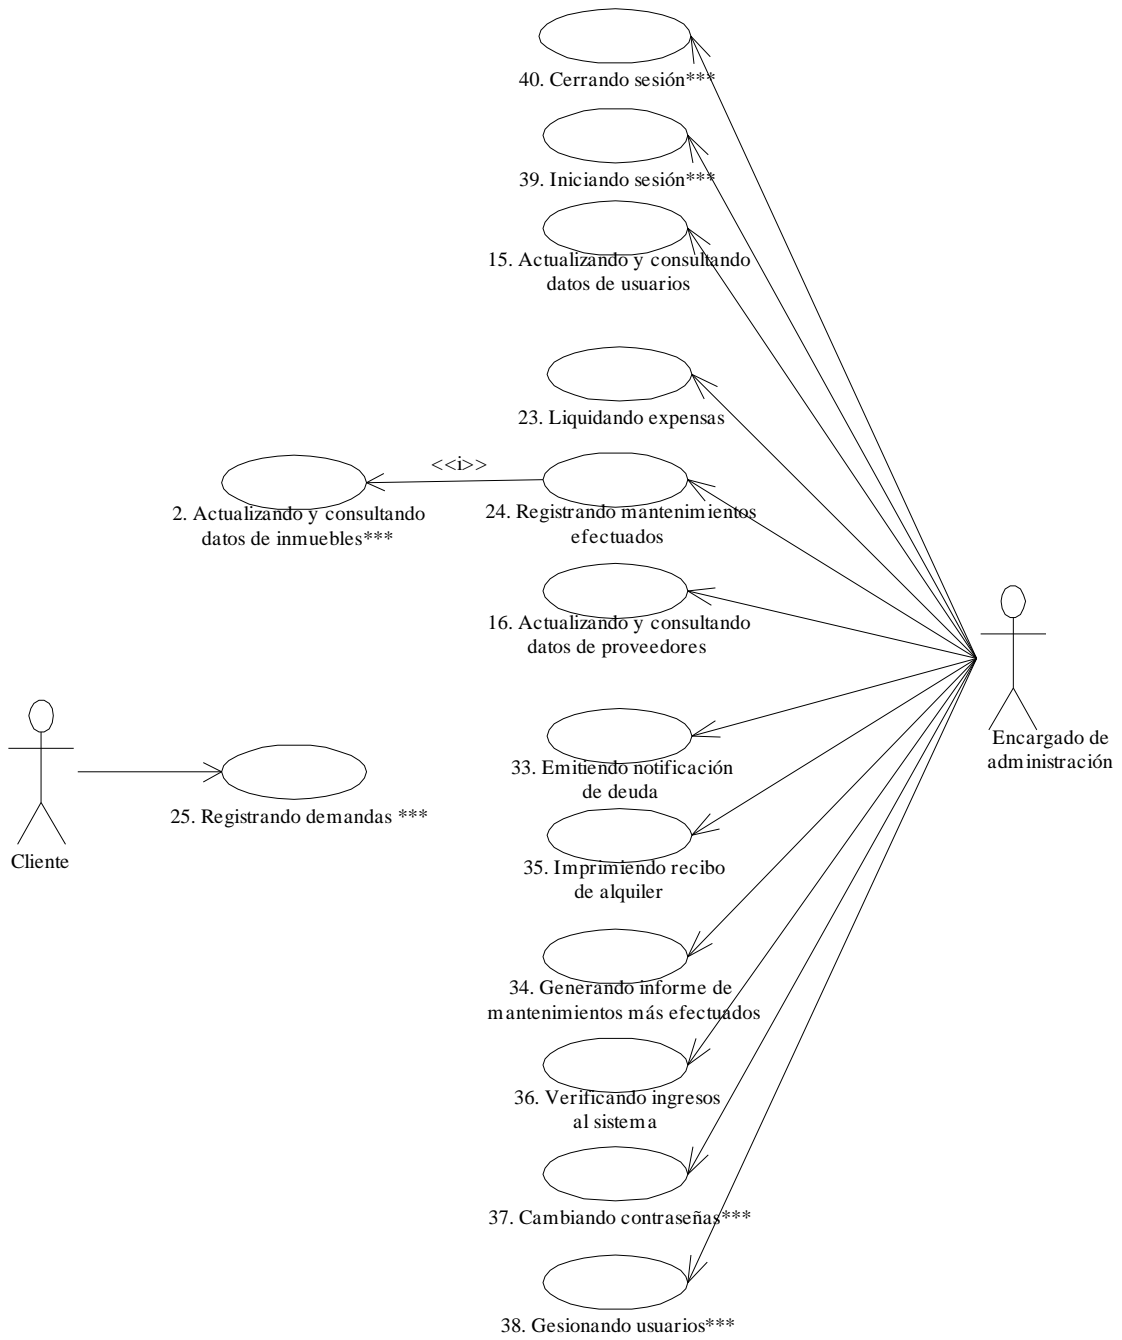 40. Cerrando sesión***
39. Iniciando sesión***
15. Actualizando y consultando
datos de usuarios
23. Liquidando expensas
<<i>>
2. Actualizando y consultando
datos de inmuebles***
24. Registrando mantenimientos
efectuados
16. Actualizando y consultando
datos de proveedores
Encargado de
administración
33. Emitiendo notificación
de deuda
25. Registrando demandas ***
Cliente
35. Imprimiendo recibo
de alquiler
34. Generando informe de
mantenimientos más efectuados
36. Verificando ingresos
al sistema
37. Cambiando contraseñas***
38. Gesionando usuarios***